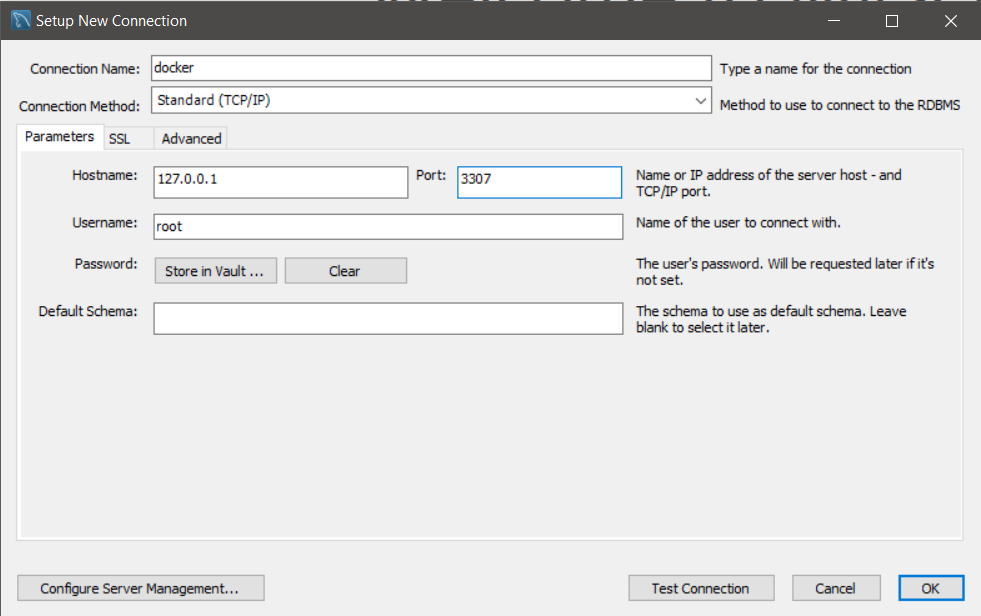 Setup New Connection
Connection Name: docker Type a name for the connection
Connection Method: Standard (TCP/IP) Method to use to connect to the RDBMS
Parameters SSL Advanced
Hostname: 127.0.0.1 Port: 3307 Name or IP address of the server host - and
TCP/IP port.
Username: root Name of the user to connect with.
Password: Store in Vault ... Clear The user's password. Will be requested later if it's
not set.
Default Schema: The schema to use as default schema. Leave
blank to select it later.
Configure Server Management... Test Connection Cancel OK